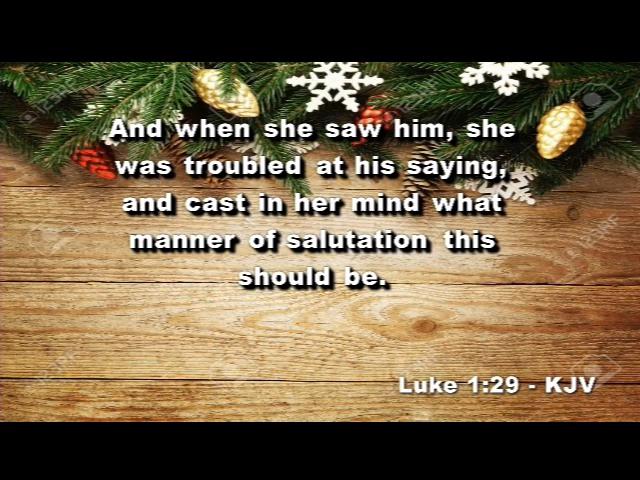 And when she saw him, she
was troubled at his saying,
and cast in her mind what
manner of salutation this
should be.
Luke 1:29 - KJV